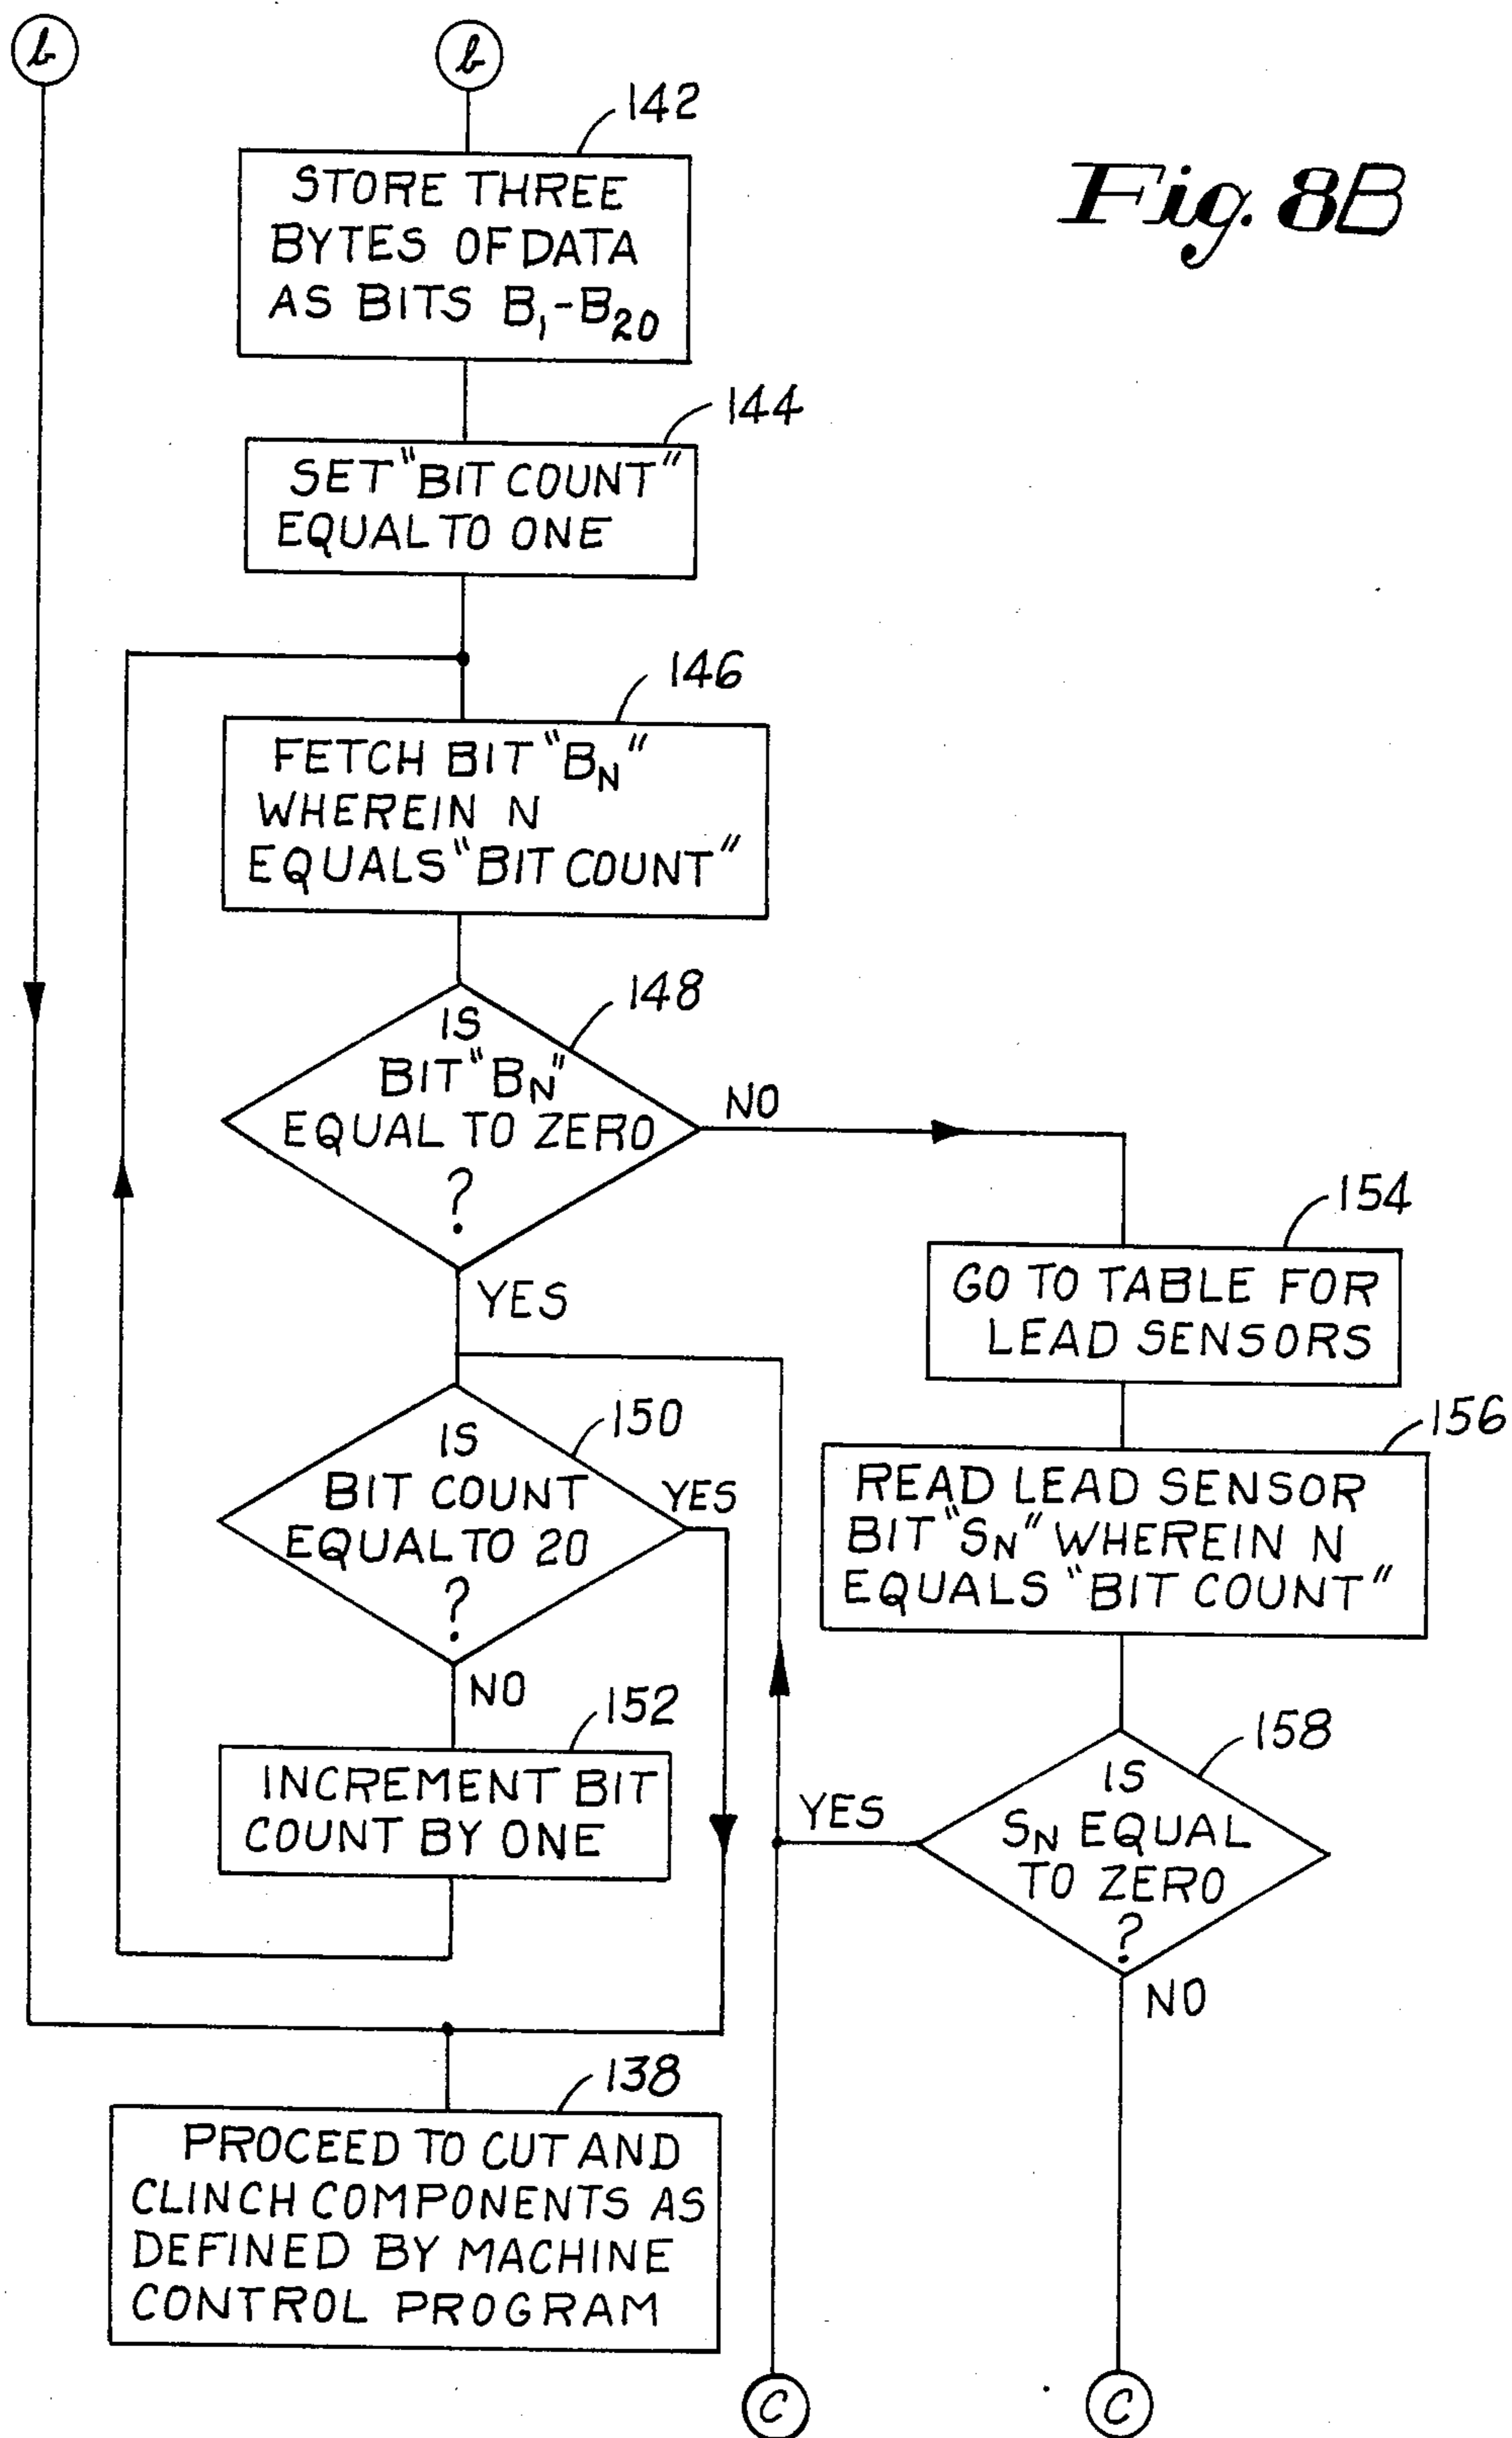 b
b
142
STORE THREE
BYTES OF DATA
AS BITS B₁-B₂₀
Fig. 8B
144
SET "BIT COUNT"
EQUAL TO ONE
146
FETCH BIT "B_N"
WHEREIN N
EQUALS "BIT COUNT"
148
IS
BIT "B_N"
EQUAL TO ZERO
?
NO
YES
154
GO TO TABLE FOR
LEAD SENSORS
150
IS
BIT COUNT
EQUAL TO 20
?
YES
NO
156
READ LEAD SENSOR
BIT "S_N" WHEREIN N
EQUALS "BIT COUNT"
152
INCREMENT BIT
COUNT BY ONE
158
IS
S_N EQUAL
TO ZERO
?
YES
NO
138
PROCEED TO CUT AND
CLINCH COMPONENTS AS
DEFINED BY MACHINE
CONTROL PROGRAM
C
C